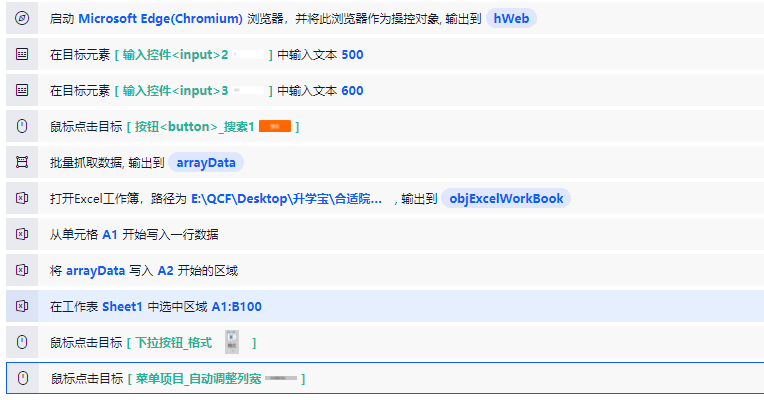 启动 Microsoft Edge(Chromium) 浏览器，并将此浏览器作为操控对象, 输出到 hWeb
在目标元素 [ 输入控件<input>2 ] 中输入文本 500
在目标元素 [ 输入控件<input>3 ] 中输入文本 600
鼠标点击目标 [ 按钮<button>_搜索1 ]
批量抓取数据, 输出到 arrayData
打开Excel工作簿，路径为 E:\QCF\Desktop\升学宝\合适院... , 输出到 objExcelWorkBook
从单元格 A1 开始写入一行数据
将 arrayData 写入 A2 开始的区域
在工作表 Sheet1 中选中区域 A1:B100
鼠标点击目标 [ 下拉按钮_格式 ]
鼠标点击目标 [ 菜单项目_自动调整列宽 ]